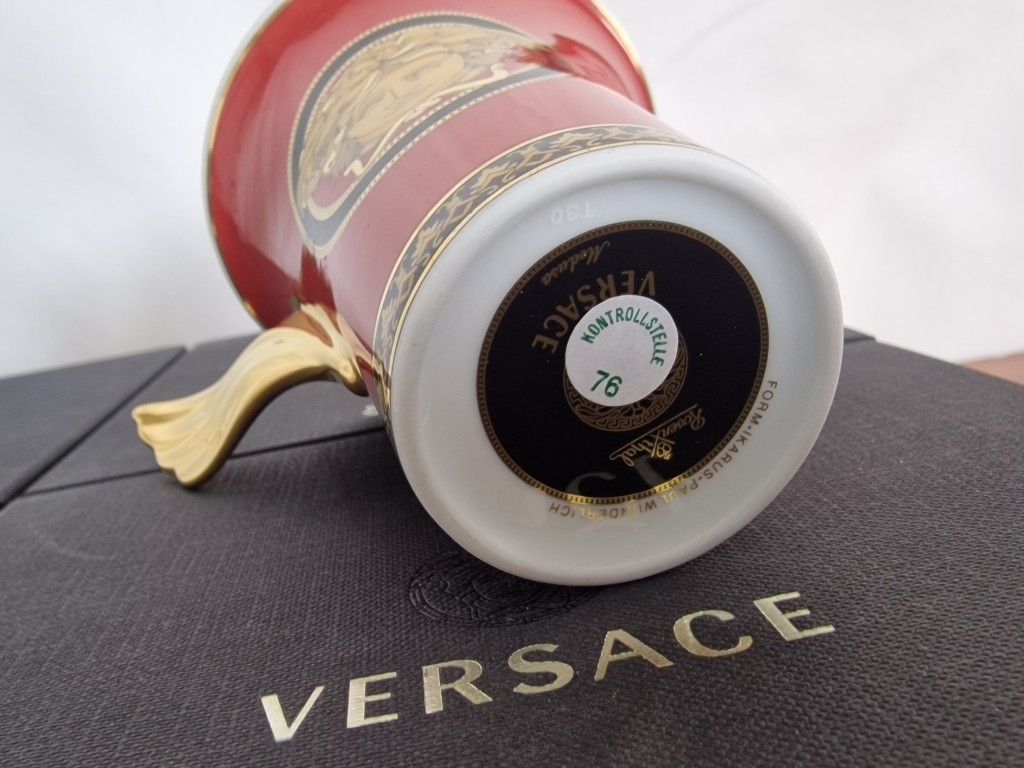 T30
Medusa
VERSACE
KONTROLLSTELLE
76
Rosenthal
FORM-IKARUS-PAUL WUNDERLICH
VERSACE